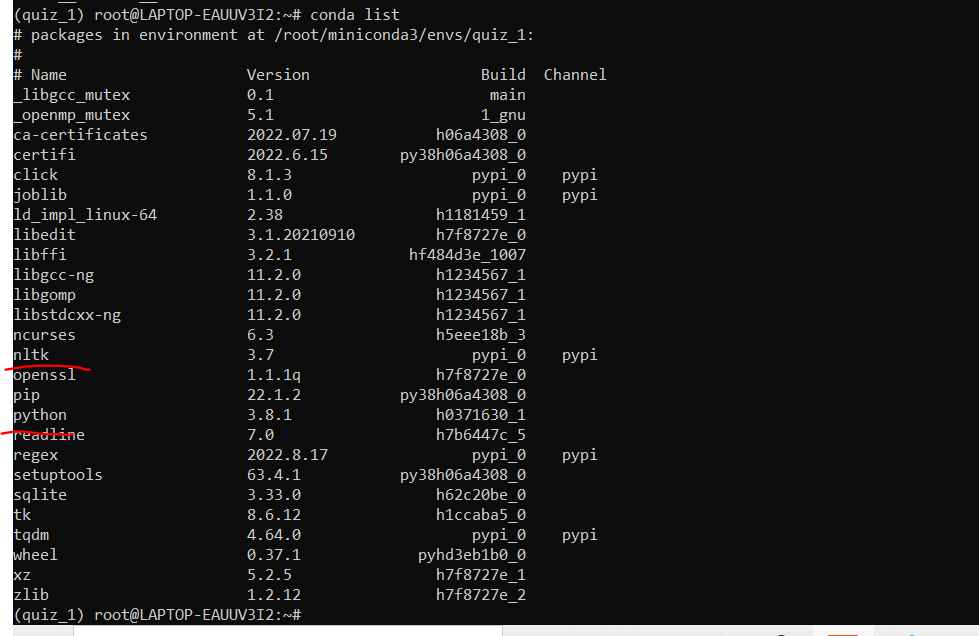 (quiz_1) root@LAPTOP-EAUUV3I2:~# conda list
# packages in environment at /root/miniconda3/envs/quiz_1:
#
# Name Version Build Channel
_libgcc_mutex 0.1 main
_openmp_mutex 5.1 1_gnu
ca-certificates 2022.07.19 h06a4308_0
certifi 2022.6.15 py38h06a4308_0
click 8.1.3 pypi_0 pypi
joblib 1.1.0 pypi_0 pypi
ld_impl_linux-64 2.38 h1181459_1
libedit 3.1.20210910 h7f8727e_0
libffi 3.2.1 hf484d3e_1007
libgcc-ng 11.2.0 h1234567_1
libgomp 11.2.0 h1234567_1
libstdcxx-ng 11.2.0 h1234567_1
ncurses 6.3 h5eee18b_3
nltk 3.7 pypi_0 pypi
openssl 1.1.1q h7f8727e_0
pip 22.1.2 py38h06a4308_0
python 3.8.1 h0371630_1
readline 7.0 h7b6447c_5
regex 2022.8.17 pypi_0 pypi
setuptools 63.4.1 py38h06a4308_0
sqlite 3.33.0 h62c20be_0
tk 8.6.12 h1ccaba5_0
tqdm 4.64.0 pypi_0 pypi
wheel 0.37.1 pyhd3eb1b0_0
xz 5.2.5 h7f8727e_1
zlib 1.2.12 h7f8727e_2
(quiz_1) root@LAPTOP-EAUUV3I2:~#